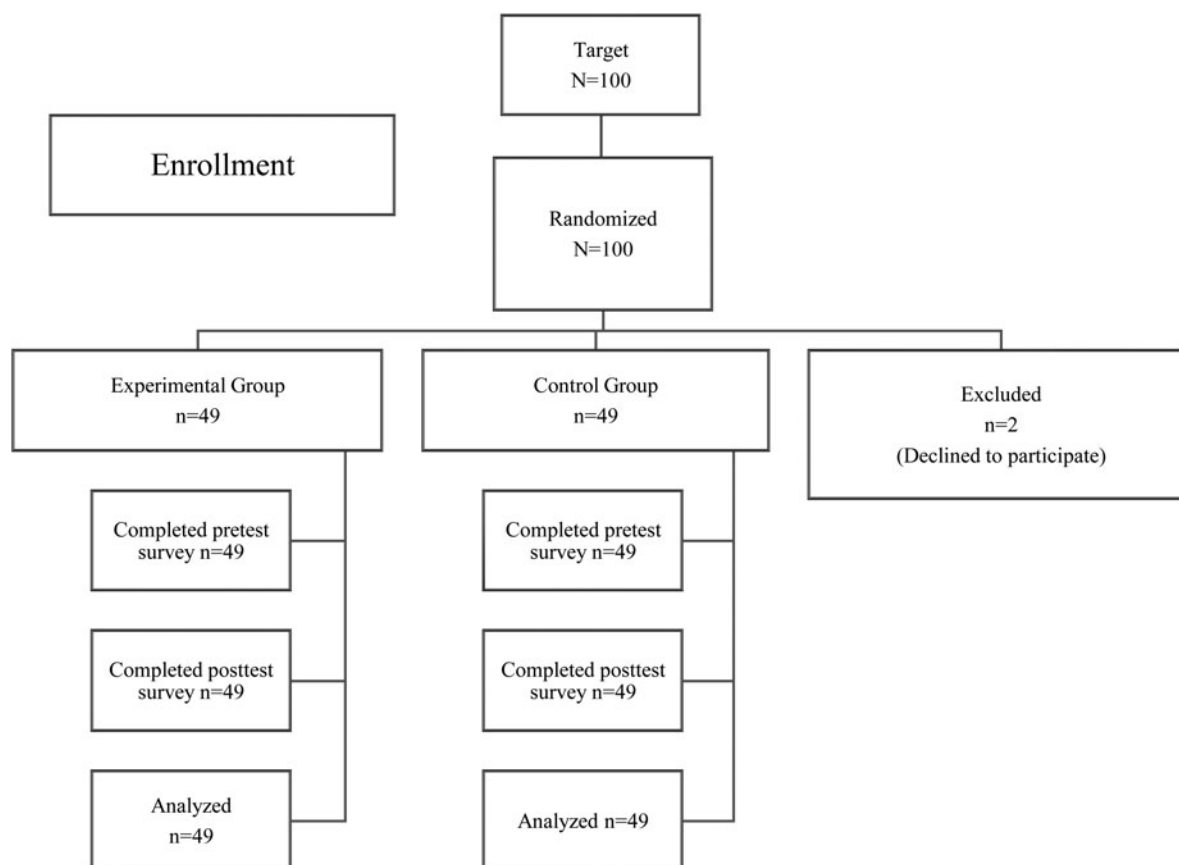 Target
N=100
Enrollment
Randomized
N=100
Experimental Group
n=49
Control Group
n=49
Excluded
n=2
(Declined to participate)
Completed pretest
survey n=49
Completed pretest
survey n=49
Completed posttest
survey n=49
Completed posttest
survey n=49
Analyzed
n=49
Analyzed n=49